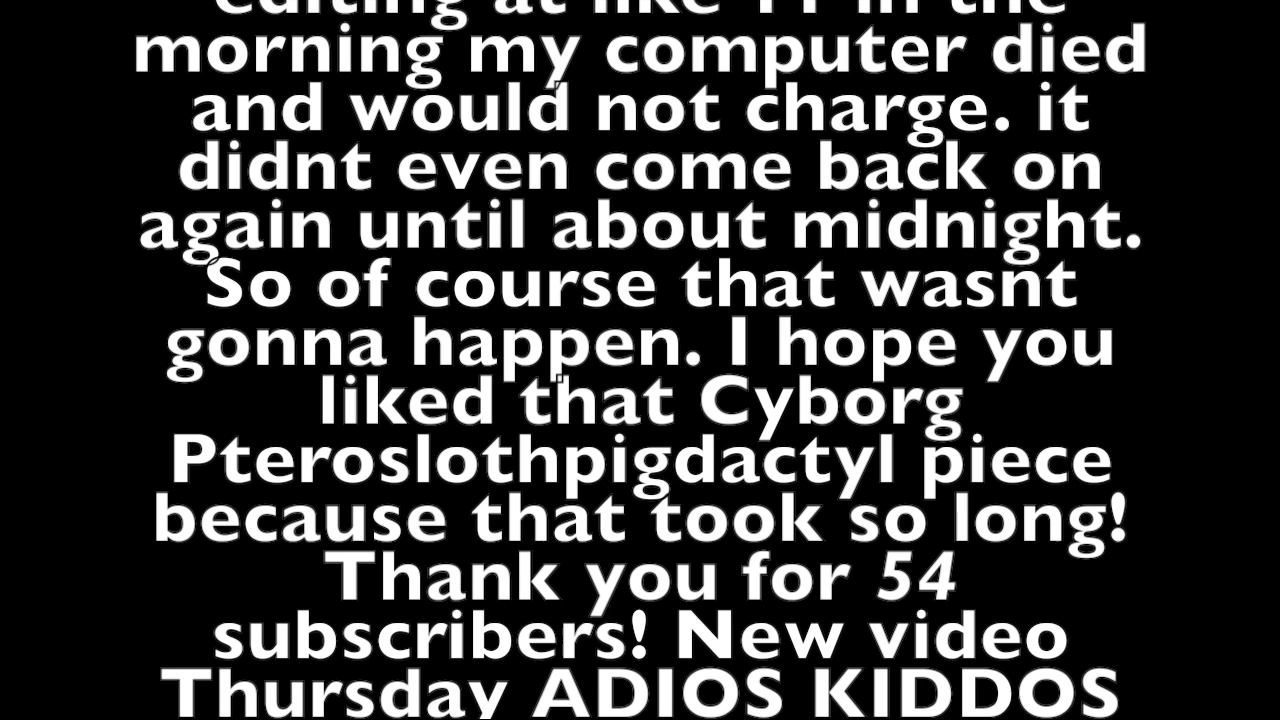 editing at like 11 in the
morning my computer died
and would not charge. it
didnt even come back on
again until about midnight.
So of course that wasnt
gonna happen. I hope you
liked that Cyborg
Pteroslothpigdactyl piece
because that took so long!
Thank you for 54
subscribers! New video
Thursday ADIOS KIDDOS